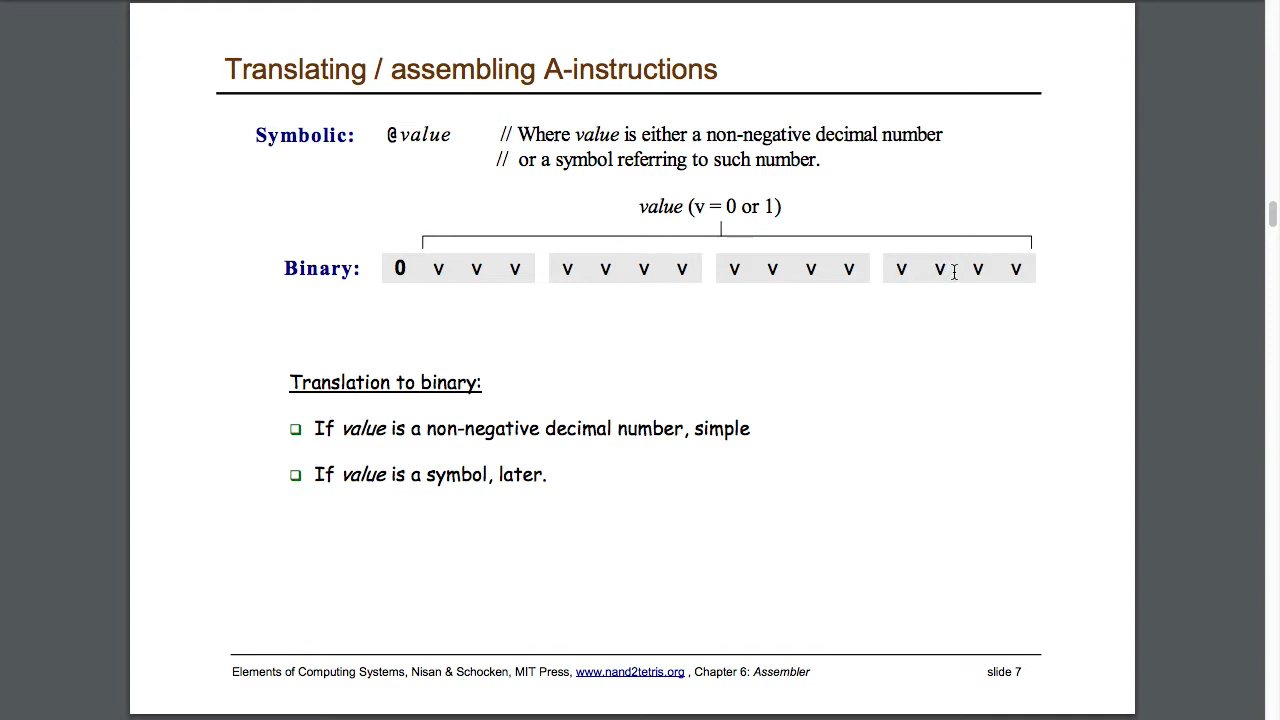 Translating / assembling A-instructions
Symbolic: @value // Where value is either a non-negative decimal number
// or a symbol referring to such number.
value (v = 0 or 1)
Binary: 0 v v v v v v v v v v v v v v v
Translation to binary:
If value is a non-negative decimal number, simple
If value is a symbol, later.
Elements of Computing Systems, Nisan & Schocken, MIT Press, www.nand2tetris.org , Chapter 6: Assembler slide 7